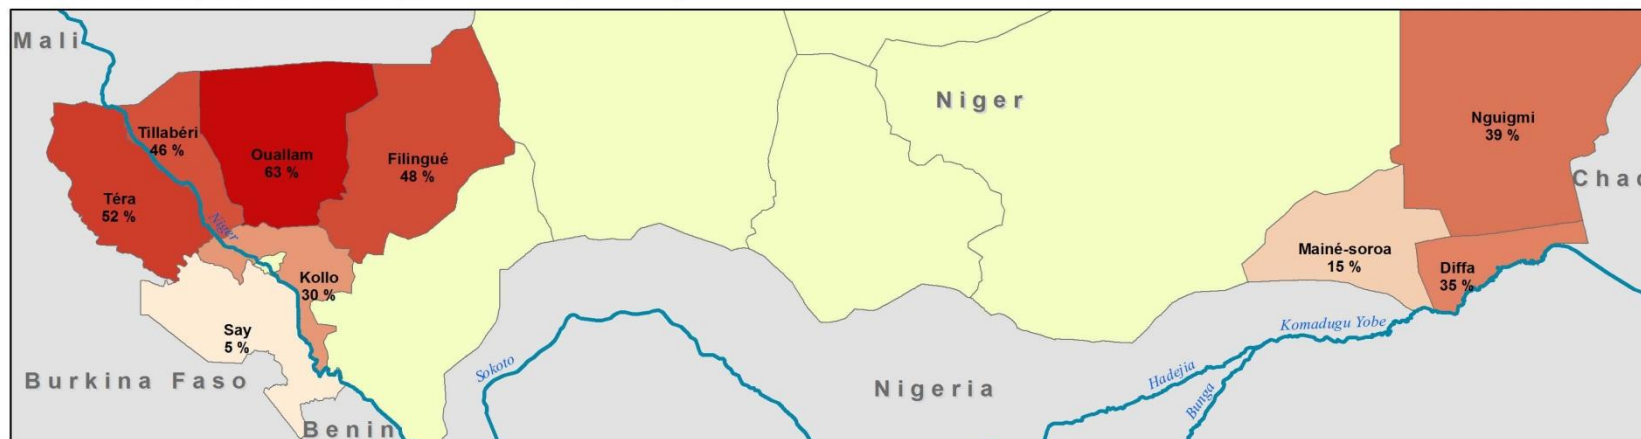 Mali
Niger
Nguigmi
39 %
Tillabéri
46 %
Ouallam
63 %
Filingué
48 %
Téra
52 %
Niger
Chad
Mainé-soroa
15 %
Diffa
35 %
Kollo
30 %
Say
5 %
Komadugu Yobe
Sokoto
Hadejia
Bunga
Burkina Faso
Nigeria
Benin